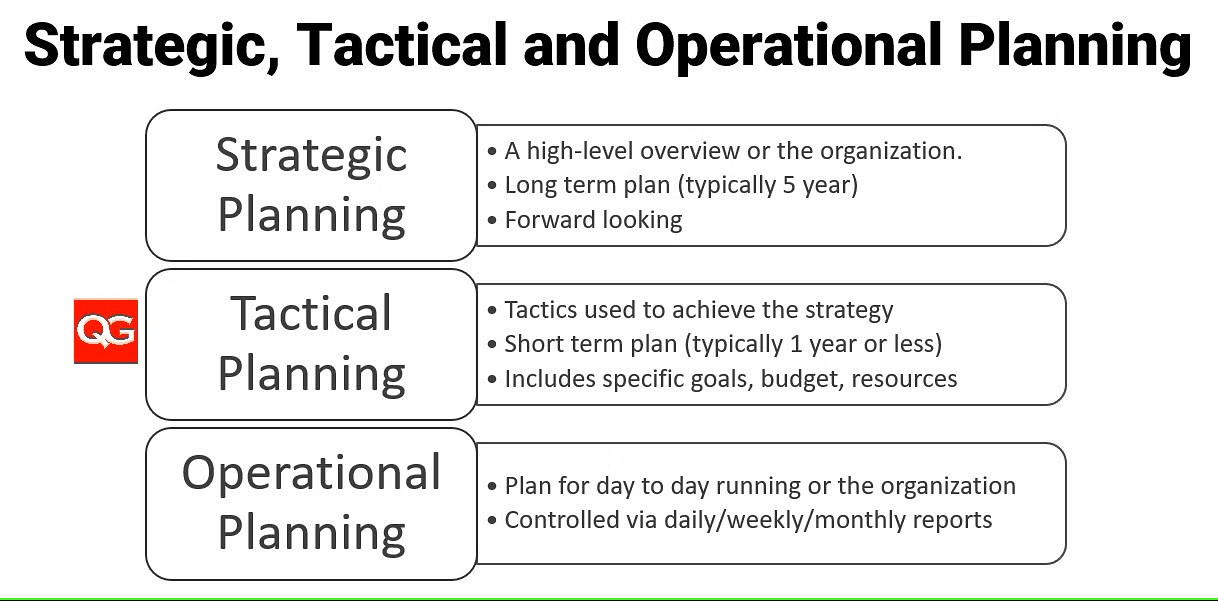 Strategic, Tactical and Operational Planning
Strategic
Planning
• A high-level overview or the organization.
• Long term plan (typically 5 year)
• Forward looking
QG
Tactical
Planning
• Tactics used to achieve the strategy
• Short term plan (typically 1 year or less)
• Includes specific goals, budget, resources
Operational
Planning
• Plan for day to day running or the organization
• Controlled via daily/weekly/monthly reports